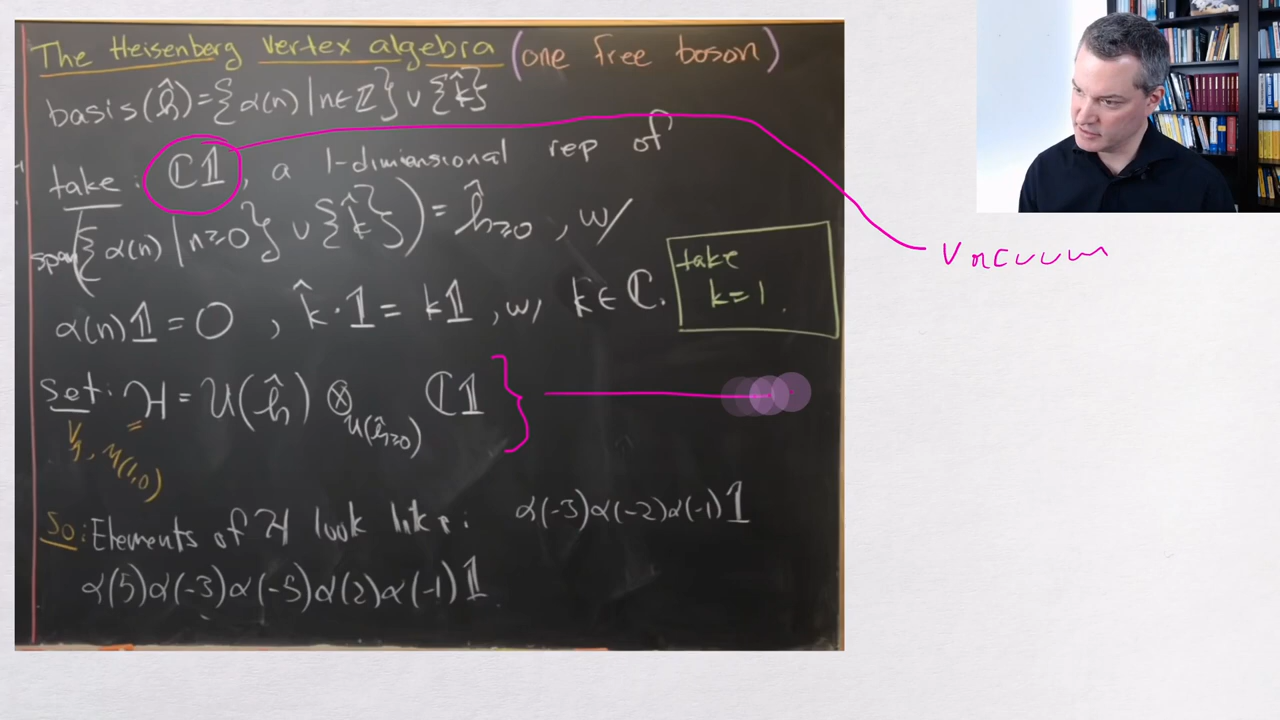 The Heisenberg vertex algebra (one free boson)
basis(ĥ) = {α(n) | n∈ℤ} ∪ {k̂}
take: ℂ𝟙, a 1-dimensional rep of
span({α(n) | n≥0} ∪ {k̂}) = ĥ≥0, w/
α(n)𝟙 = 0, k̂·𝟙 = k𝟙, w/ k∈ℂ.
take
k=1.
vacuum
Set: ℋ = U(ĥ) ⊗U(ĥ≥0) ℂ𝟙
, M(1,0)
So: Elements of ℋ look like: α(-3)α(-2)α(-1)𝟙
α(5)α(-3)α(-5)α(2)α(-1)𝟙